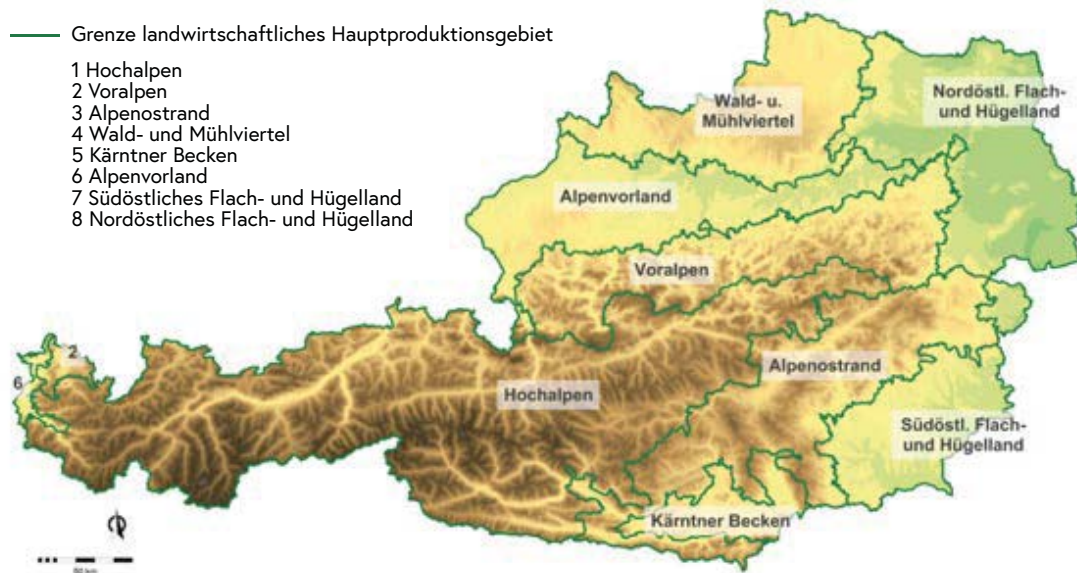 Grenze landwirtschaftliches Hauptproduktionsgebiet
1 Hochalpen
2 Voralpen
3 Alpenostrand
4 Wald- und Mühlviertel
5 Kärntner Becken
6 Alpenvorland
7 Südöstliches Flach- und Hügelland
8 Nordöstliches Flach- und Hügelland
Wald- u.
Mühlviertel
Nordöstl. Flach-
und Hügelland
Alpenvorland
Voralpen
2
6
Alpenostrand
Hochalpen
Südöstl. Flach-
und Hügelland
Kärntner Becken
50 km